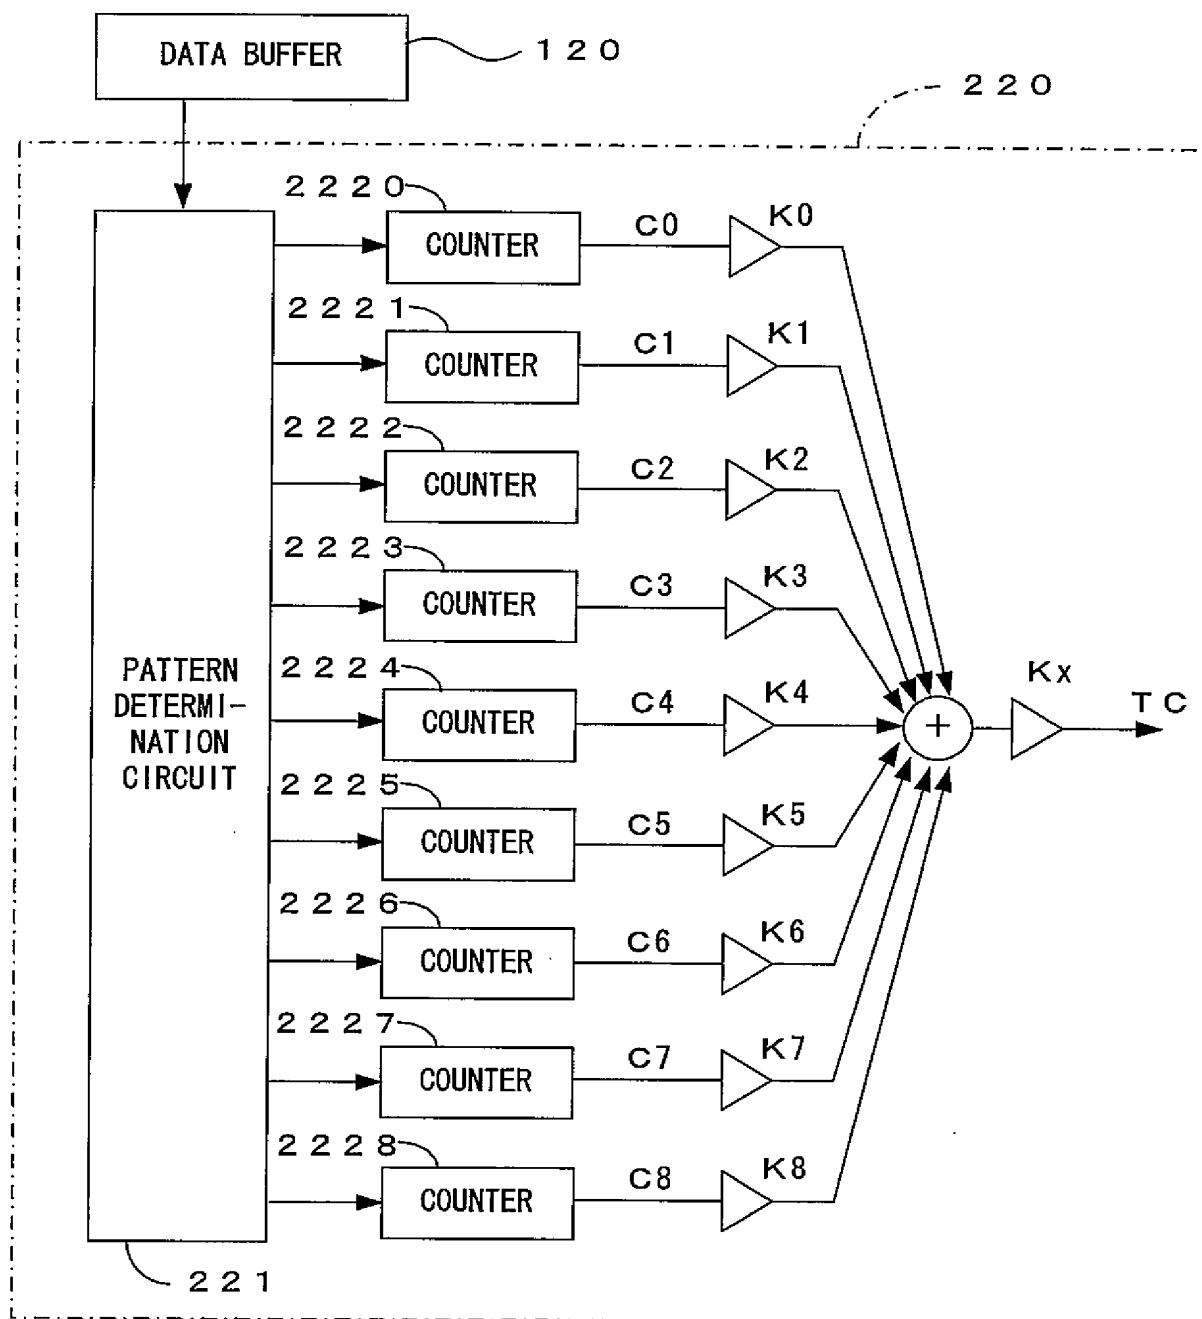 DATA BUFFER
120
220
2220
COUNTER
C0
K0
2221
COUNTER
C1
K1
2222
COUNTER
C2
K2
2223
COUNTER
C3
K3
PATTERN
DETERMI-
NATION
CIRCUIT
2224
COUNTER
C4
K4
+
Kx
TC
2225
COUNTER
C5
K5
2226
COUNTER
C6
K6
2227
COUNTER
C7
K7
2228
COUNTER
C8
K8
221